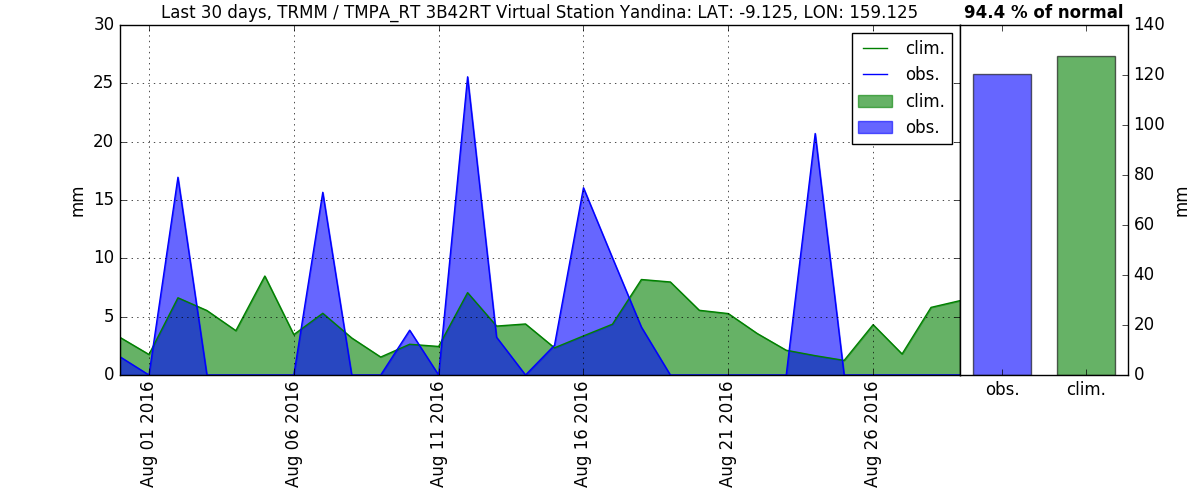 Last 30 days, TRMM / TMPA_RT 3B42RT Virtual Station Yandina: LAT: -9.125, LON: 159.125
94.4 % of normal
30
25
20
15
10
5
0
mm
clim.
obs.
clim.
obs.
Aug 01 2016
Aug 06 2016
Aug 11 2016
Aug 16 2016
Aug 21 2016
Aug 26 2016
140
120
100
80
60
40
20
0
mm
obs.
clim.